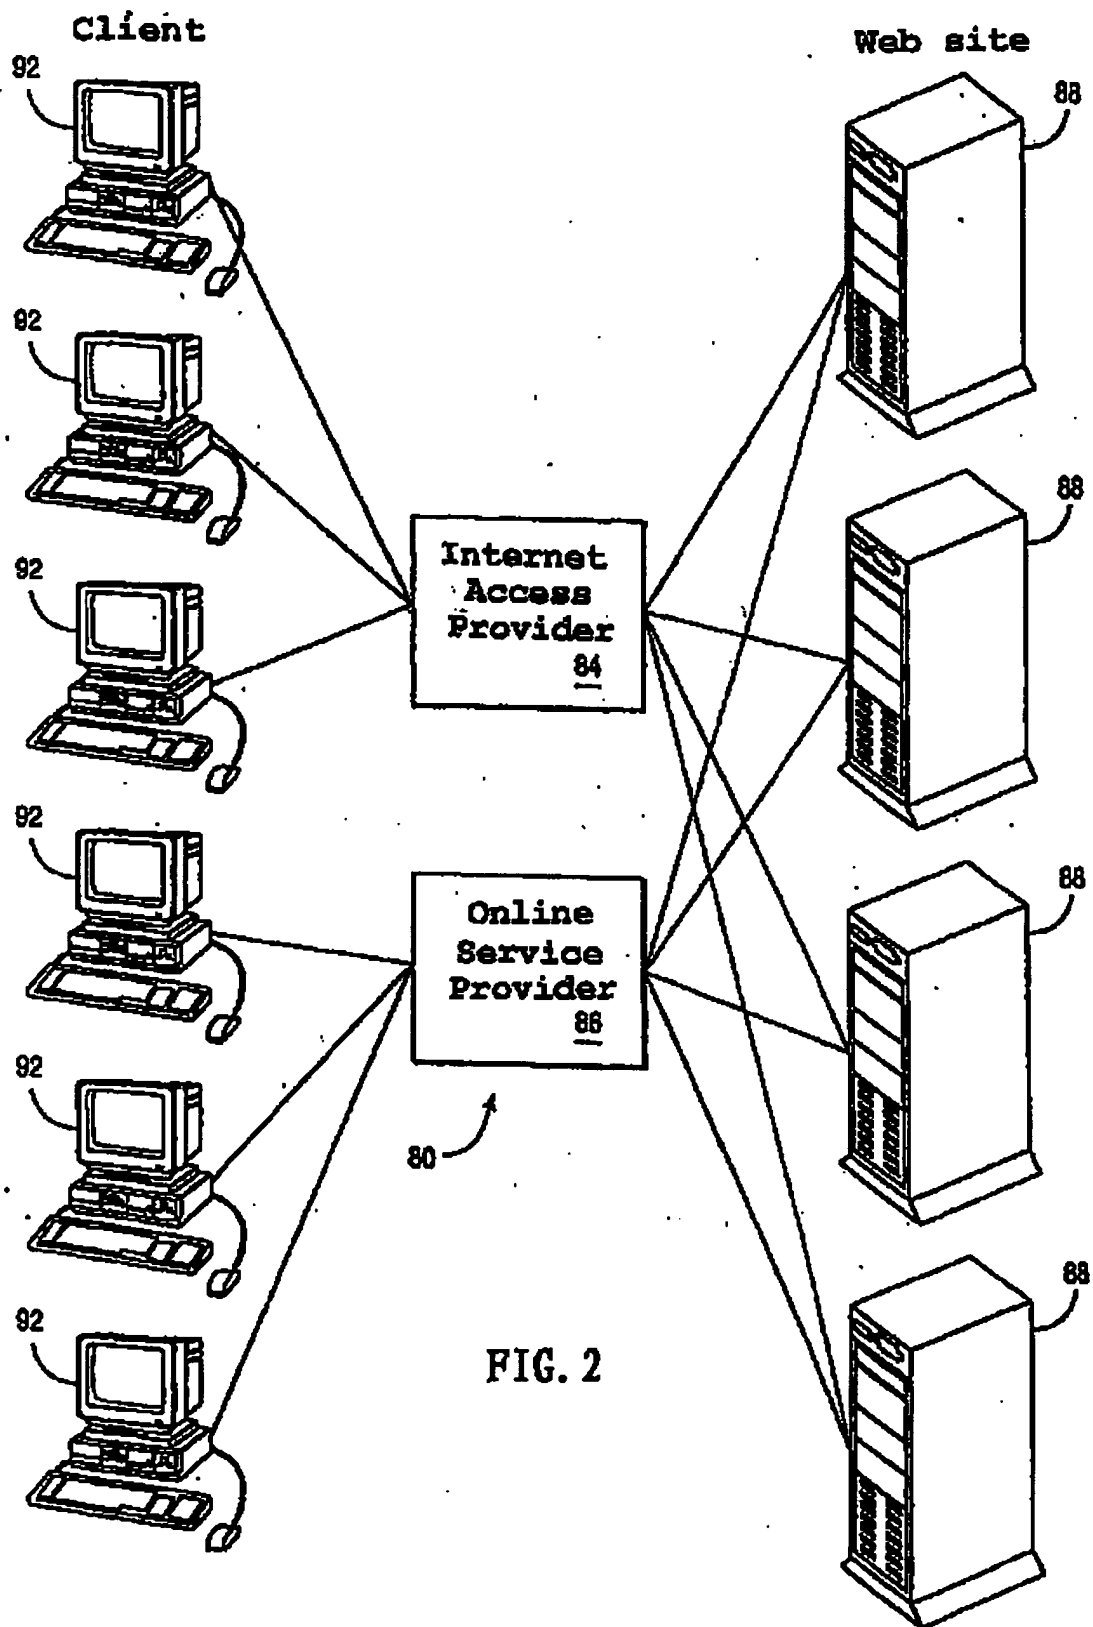 Client
Web site
92
88
92
88
92
Internet
Access
Provider
84
92
88
Online
Service
Provider
86
92
80
88
92
FIG. 2